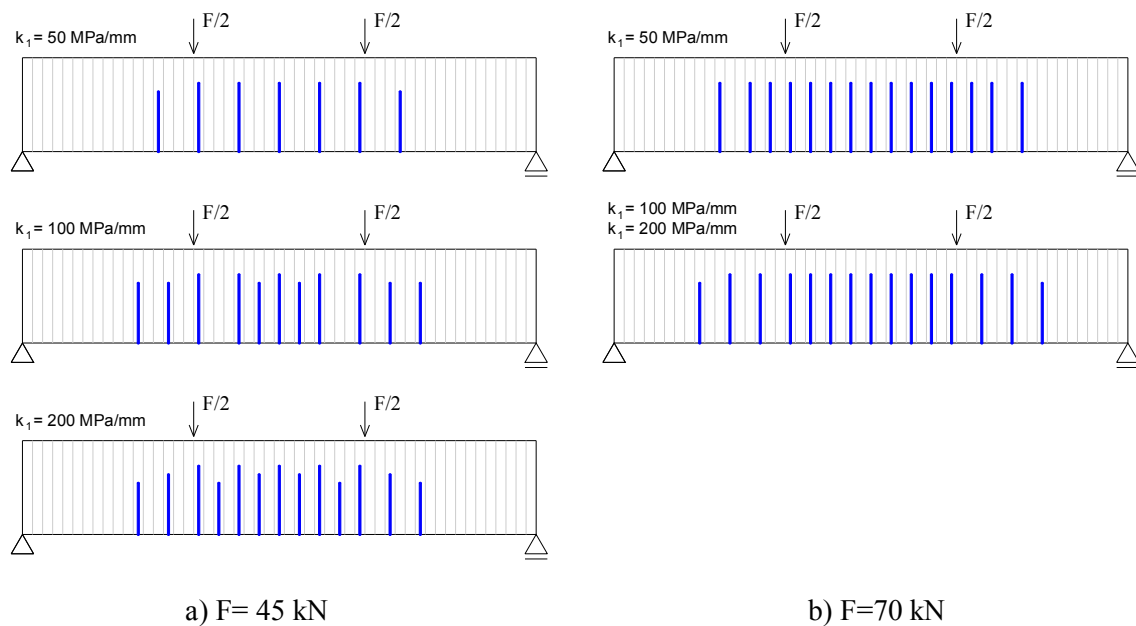 F/2 F/2
k₁= 50 MPa/mm
F/2 F/2
k₁= 100 MPa/mm
F/2 F/2
k₁= 200 MPa/mm
a) F= 45 kN
F/2 F/2
k₁= 50 MPa/mm
k₁= 100 MPa/mm
F/2 F/2
k₁= 200 MPa/mm
b) F=70 kN